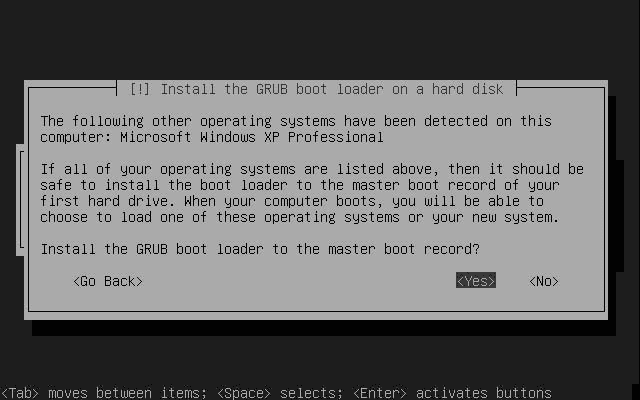 [!] Install the GRUB boot loader on a hard disk
The following other operating systems have been detected on this
computer: Microsoft Windows XP Professional
If all of your operating systems are listed above, then it should be
safe to install the boot loader to the master boot record of your
first hard drive. When your computer boots, you will be able to
choose to load one of these operating systems or your new system.
Install the GRUB boot loader to the master boot record?
<Go Back> <Yes> <No>
<Tab> moves between items; <Space> selects; <Enter> activates buttons